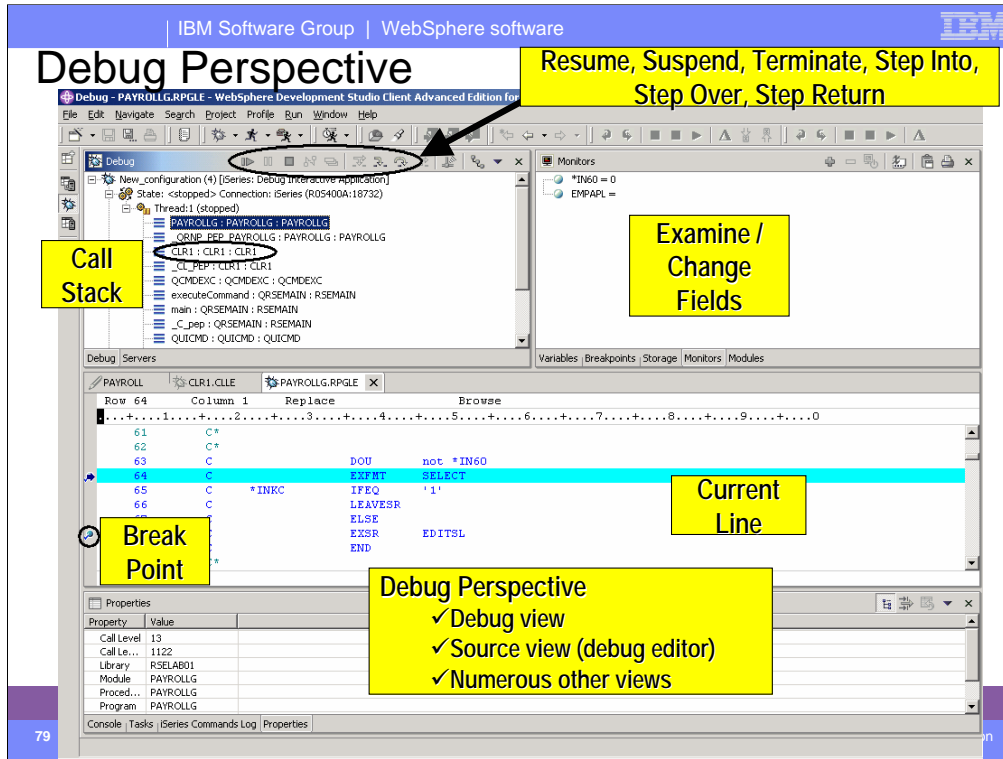 IBM Software Group | WebSphere software
IBM
Debug Perspective
Resume, Suspend, Terminate, Step Into,
Step Over, Step Return
Debug - PAYROLLG.RPGLE - WebSphere Development Studio Client Advanced Edition for
File Edit Navigate Search Project Profile Run Window Help
Debug
New_configuration (4) [iSeries: Debug Interactive Application]
State: <stopped> Connection: iSeries (R05400A:18732)
Thread:1 (stopped)
PAYROLLG : PAYROLLG : PAYROLLG
_QRNP_PEP_PAYROLLG : PAYROLLG : PAYROLLG
CLR1 : CLR1 : CLR1
_CL_PEP : CLR1 : CLR1
QCMDEXC : QCMDEXC : QCMDEXC
executeCommand : QRSEMAIN : RSEMAIN
main : QRSEMAIN : RSEMAIN
_C_pep : QRSEMAIN : RSEMAIN
QUICMD : QUICMD : QUICMD
Debug Servers
Call
Stack
Monitors
*IN60 = 0
EMPAPL =
Examine /
Change
Fields
Variables Breakpoints Storage Monitors Modules
PAYROLL CLR1.CLLE PAYROLLG.RPGLE
Row 64 Column 1 Replace Browse
...+....1....+....2....+....3....+....4....+....5....+....6....+....7....+....8....+....9....+....0
61 C*
62 C*
63 C DOU not *IN60
64 C EXFMT SELECT
65 C *INKC IFEQ '1'
66 C LEAVESR
ELSE
EXSR EDITSL
END
*
Current
Line
Break
Point
Debug Perspective
✓Debug view
✓Source view (debug editor)
✓Numerous other views
Properties
Property Value
Call Level 13
Call Le... 1122
Library RSELAB01
Module PAYROLLG
Proced... PAYROLLG
Program PAYROLLG
Console Tasks iSeries Commands Log Properties
79